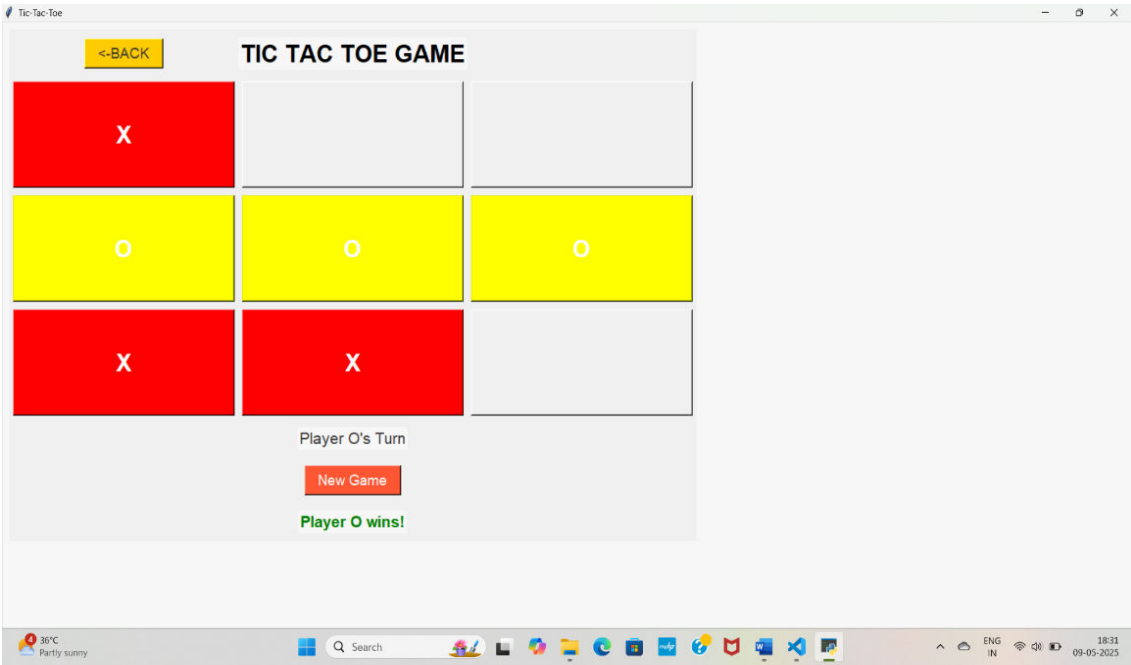 Tic-Tac-Toe
<-BACK
TIC TAC TOE GAME
X
O O O
X X
Player O's Turn
New Game
Player O wins!
4
36°C
Partly sunny
Search
ENG
IN
18:31
09-05-2025